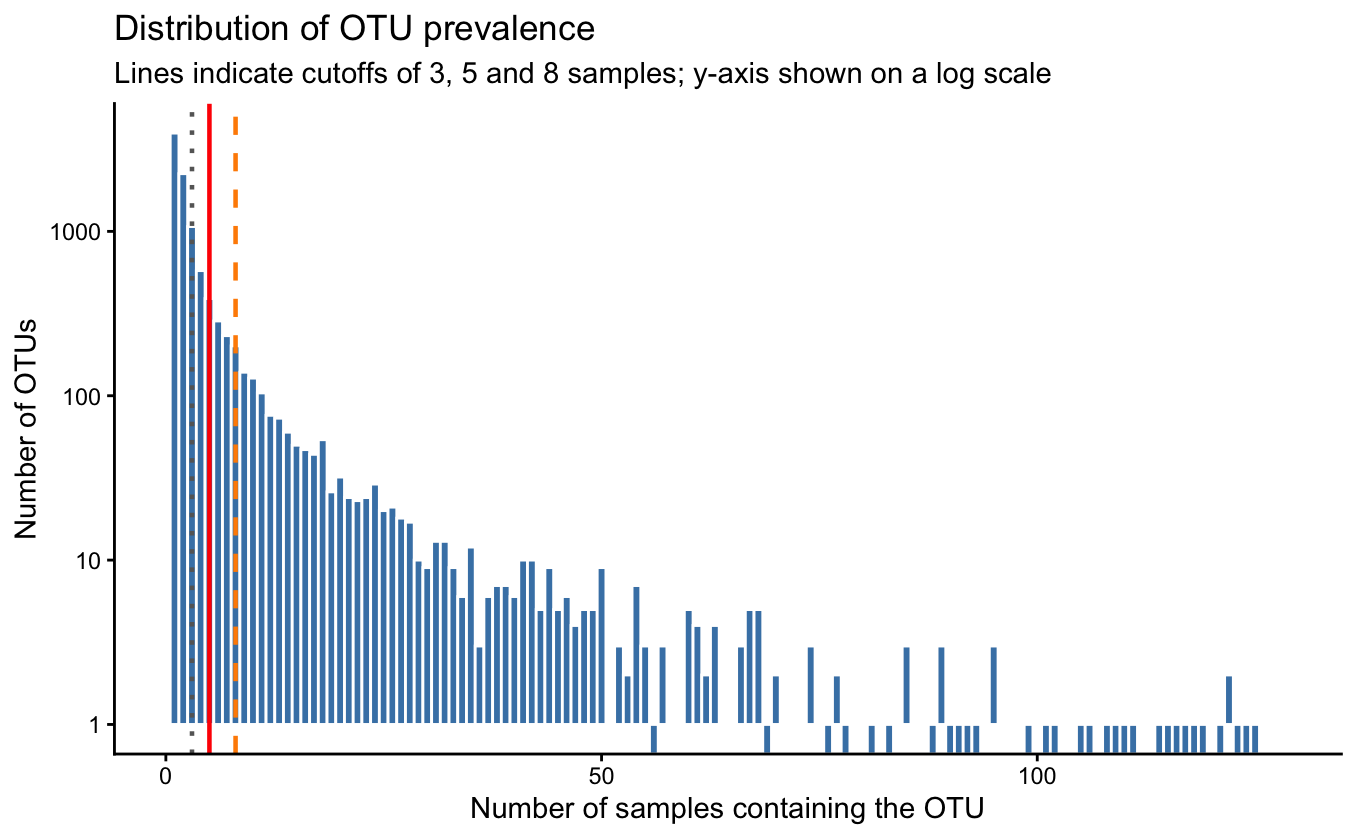 Distribution of OTU prevalence
Lines indicate cutoffs of 3, 5 and 8 samples; y-axis shown on a log scale
Number of OTUs
1000
100
10
1
0
50
100
Number of samples containing the OTU